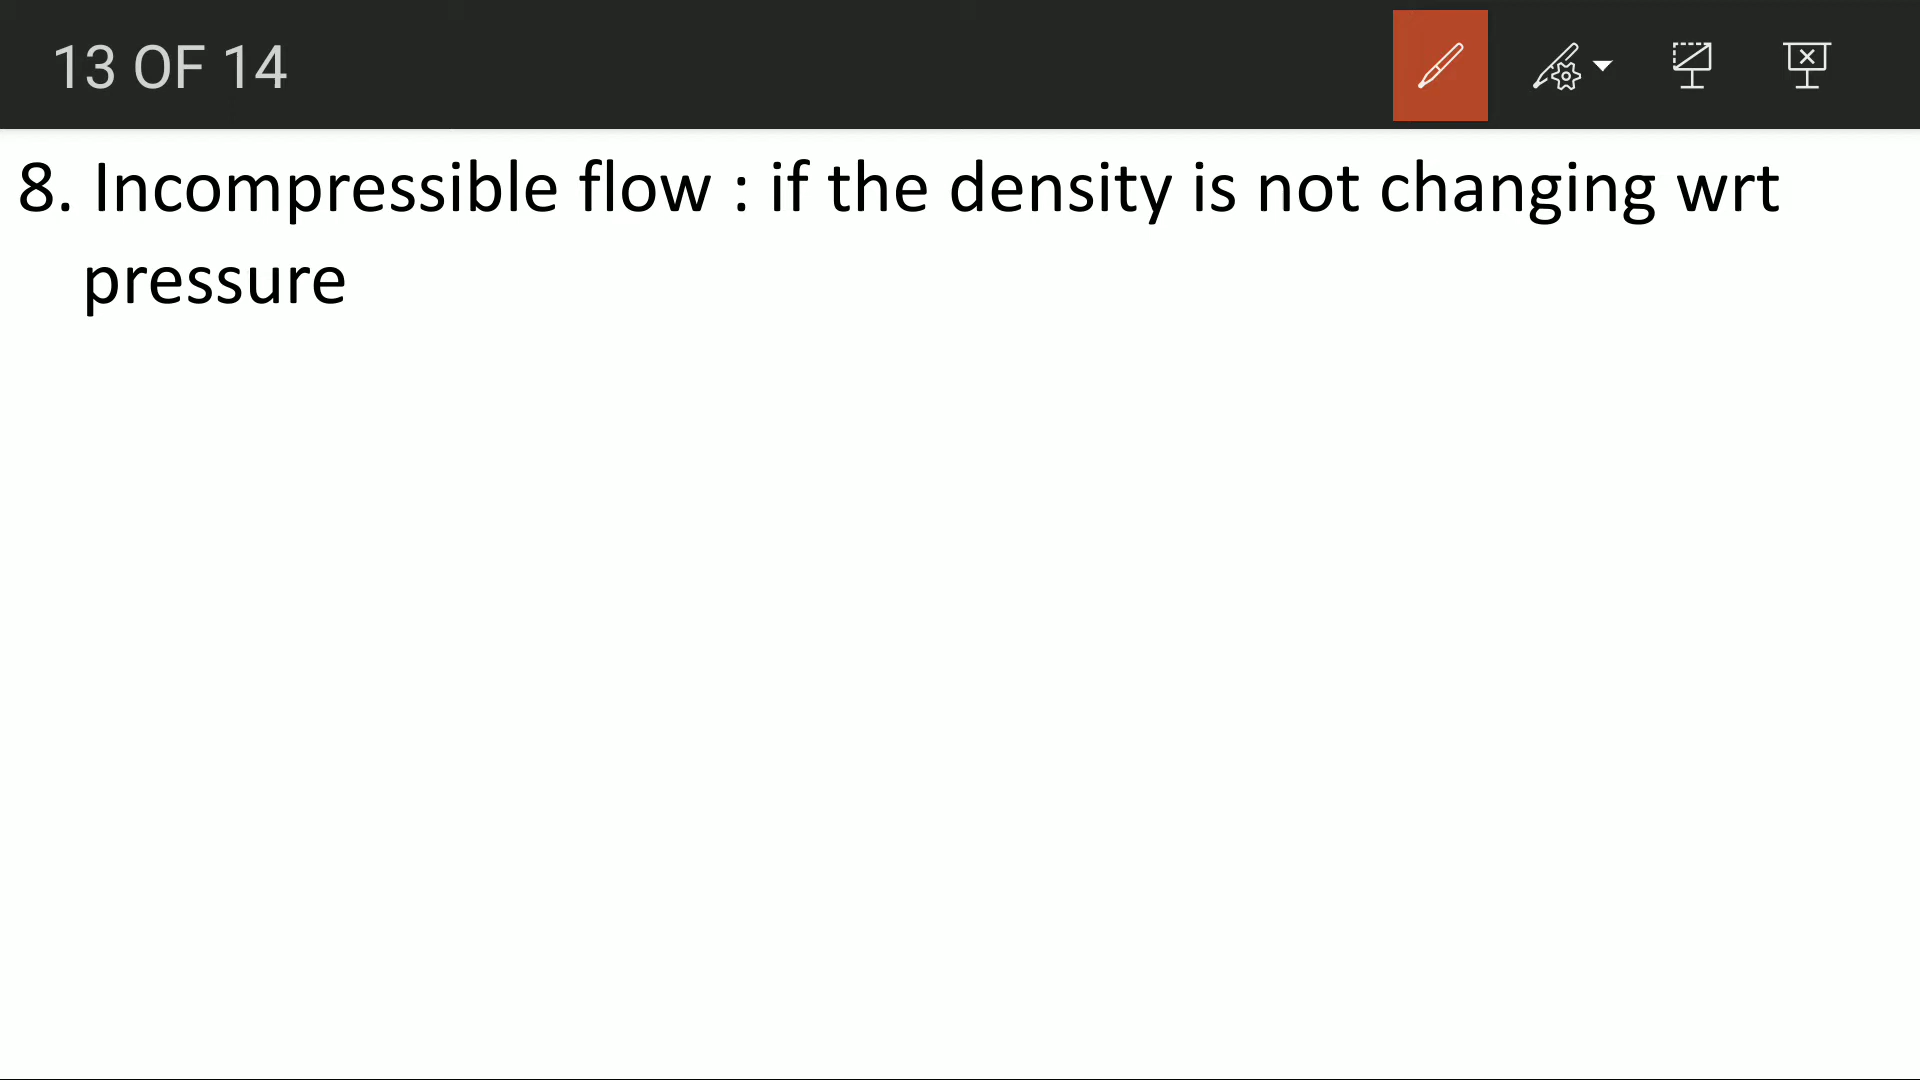 13 OF 14
8. Incompressible flow : if the density is not changing wrt
pressure